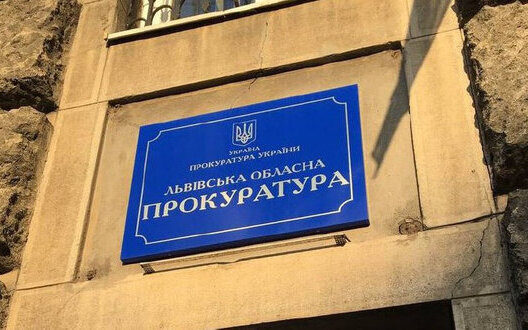 УКРАЇНА
ПРОКУРАТУРА УКРАЇНИ
ЛЬВІВСЬКА ОБЛАСНА
ПРОКУРАТУРА